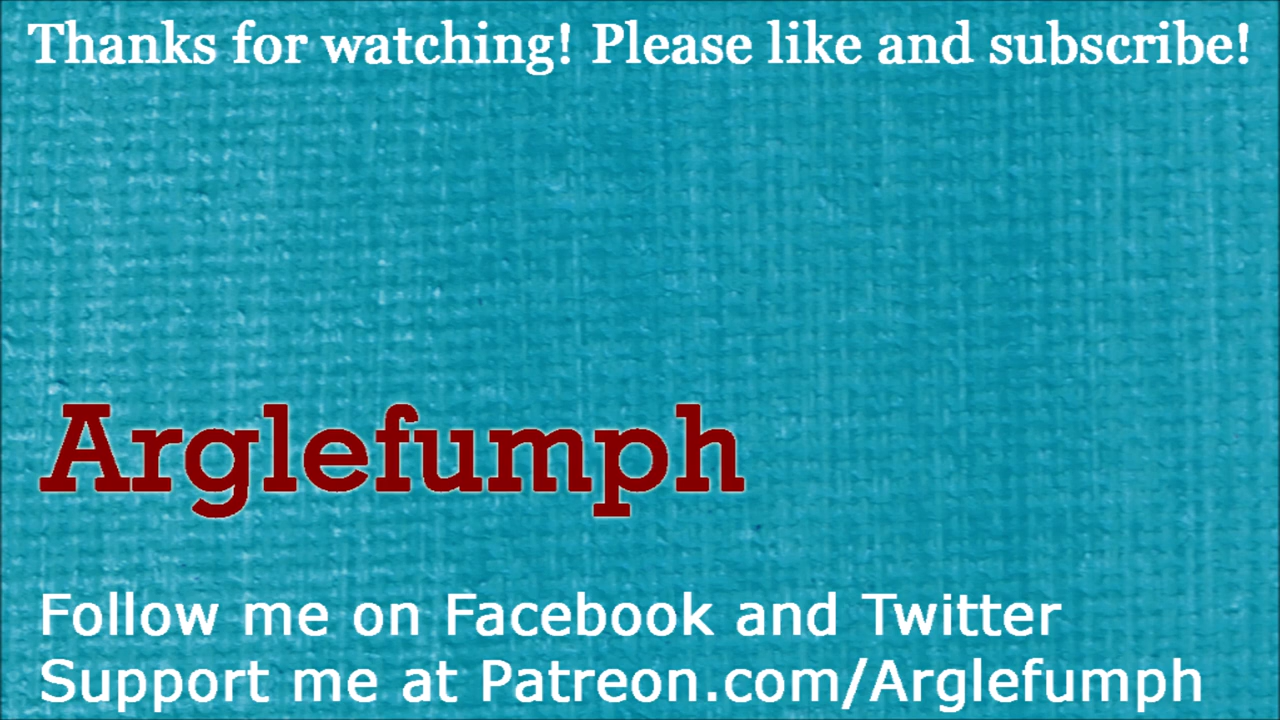 Thanks for watching! Please like and subscribe!
Arglefumph
Follow me on Facebook and Twitter
Support me at Patreon.com/Arglefumph